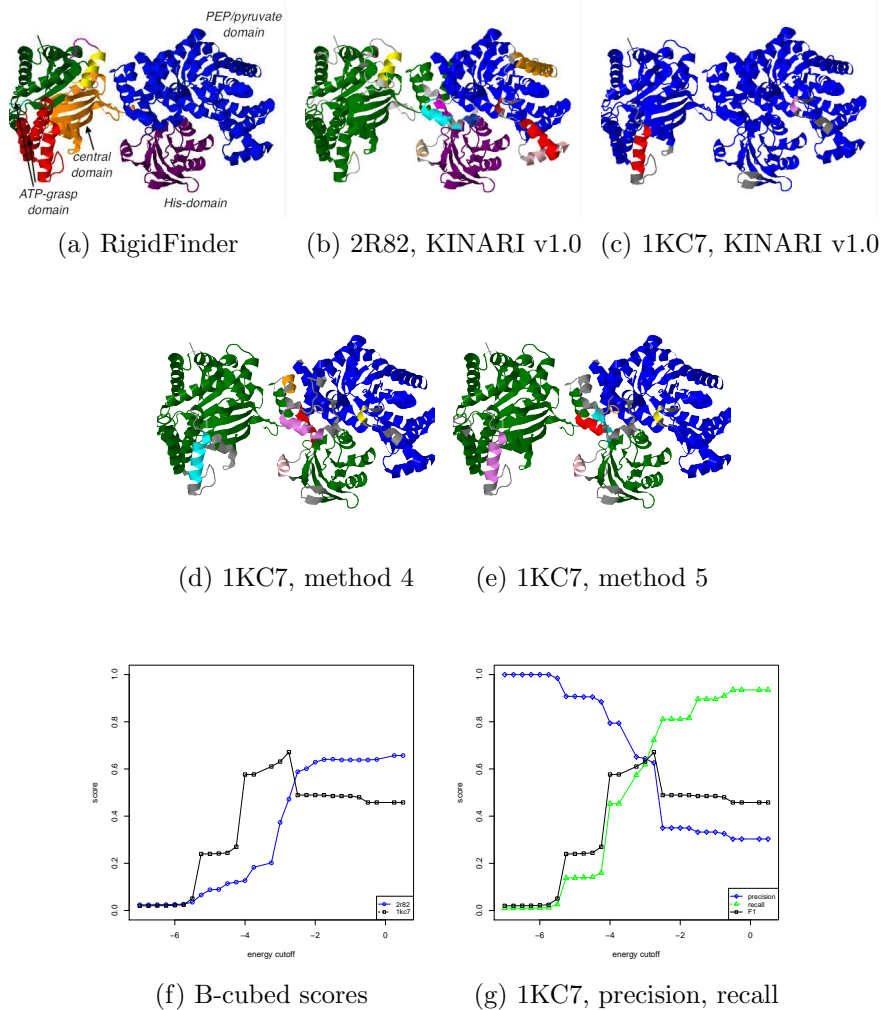 PEP/pyruvate
domain
central
domain
ATP-grasp
domain
His-domain
(a) RigidFinder
(b) 2R82, KINARI v1.0
(c) 1KC7, KINARI v1.0
(d) 1KC7, method 4
(e) 1KC7, method 5
1.0
0.8
0.6
0.4
0.2
0.0
score
−6
−4
−2
0
energy cutoff
2r82
1kc7
1.0
0.8
0.6
0.4
0.2
0.0
score
−6
−4
−2
0
energy cutoff
precision
recall
F1
(f) B-cubed scores
(g) 1KC7, precision, recall